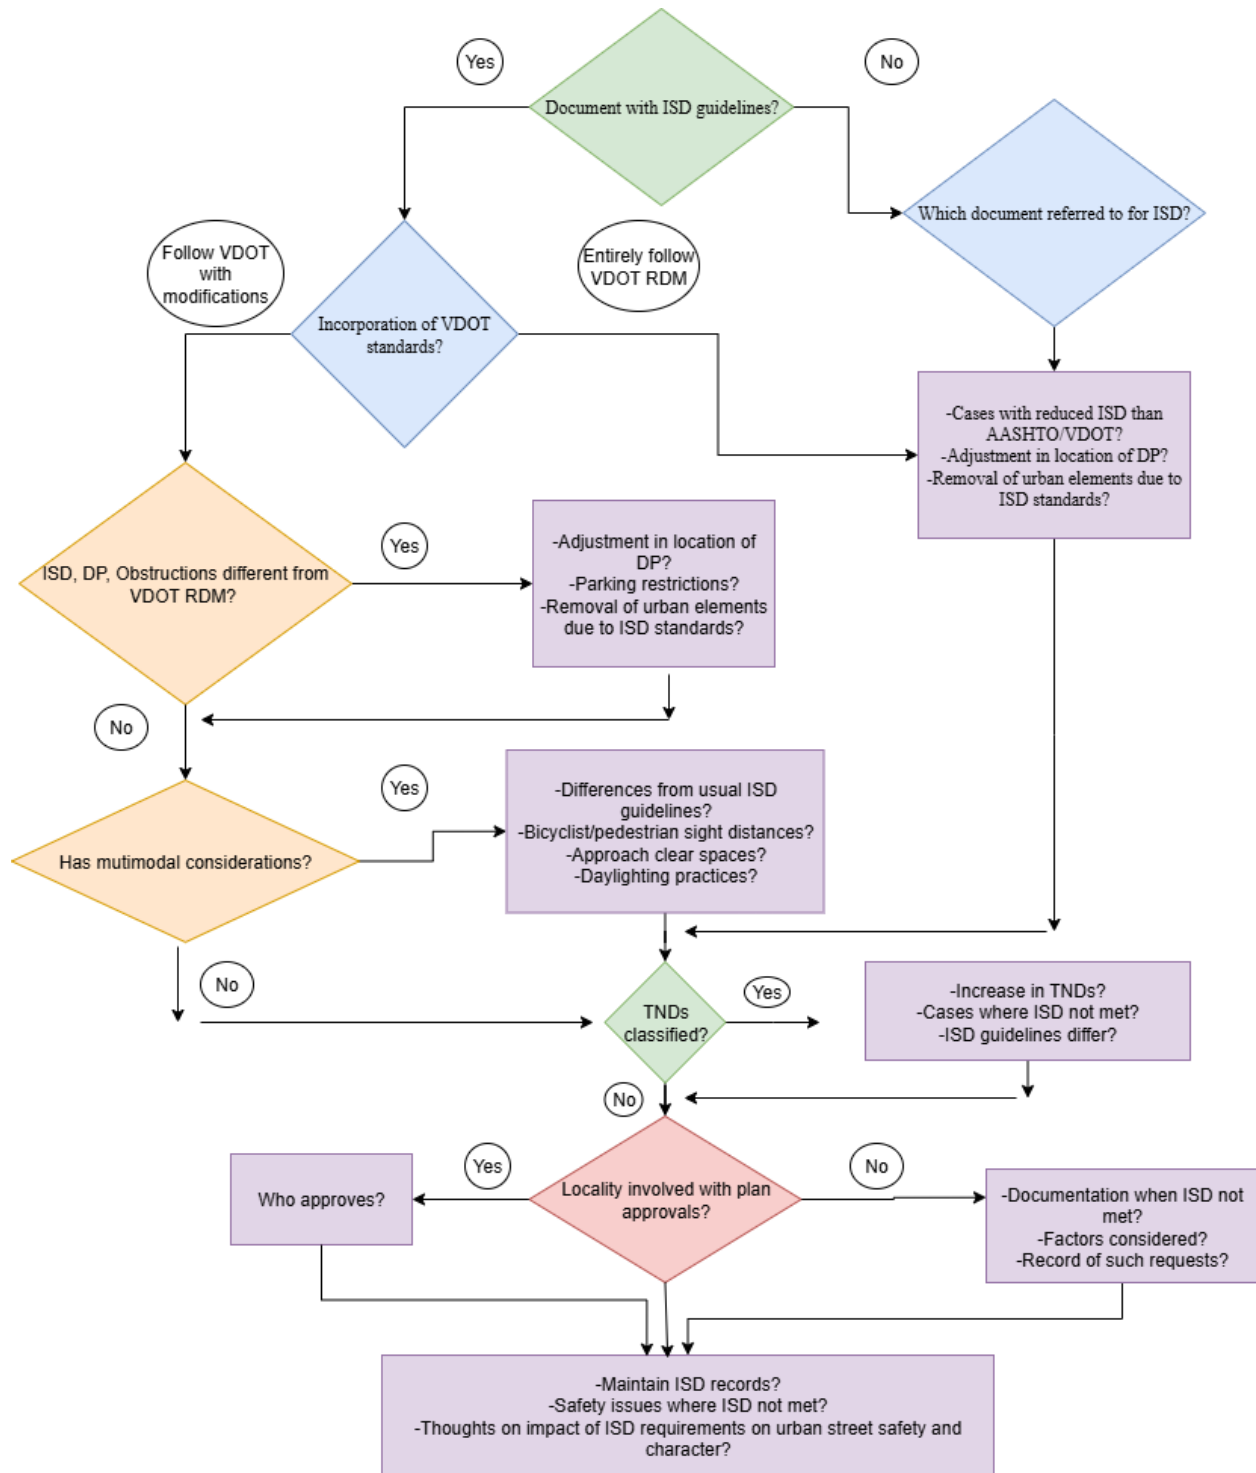 Yes
No
Document with ISD guidelines?
Which document referred to for ISD?
Follow VDOT
with
modifications
Entirely follow
VDOT RDM
Incorporation of VDOT
standards?
-Cases with reduced ISD than
AASHTO/VDOT?
-Adjustment in location of DP?
-Removal of urban elements due to
ISD standards?
ISD, DP, Obstructions different from
VDOT RDM?
Yes
-Adjustment in location of
DP?
-Parking restrictions?
-Removal of urban elements
due to ISD standards?
No
Has mutimodal considerations?
Yes
-Differences from usual ISD
guidelines?
-Bicyclist/pedestrian sight distances?
-Approach clear spaces?
-Daylighting practices?
No
TNDs
classified?
Yes
-Increase in TNDs?
-Cases where ISD not met?
-ISD guidelines differ?
No
Locality involved with plan
approvals?
Yes
Who approves?
No
-Documentation when ISD not
met?
-Factors considered?
-Record of such requests?
-Maintain ISD records?
-Safety issues where ISD not met?
-Thoughts on impact of ISD requirements on urban street safety and
character?